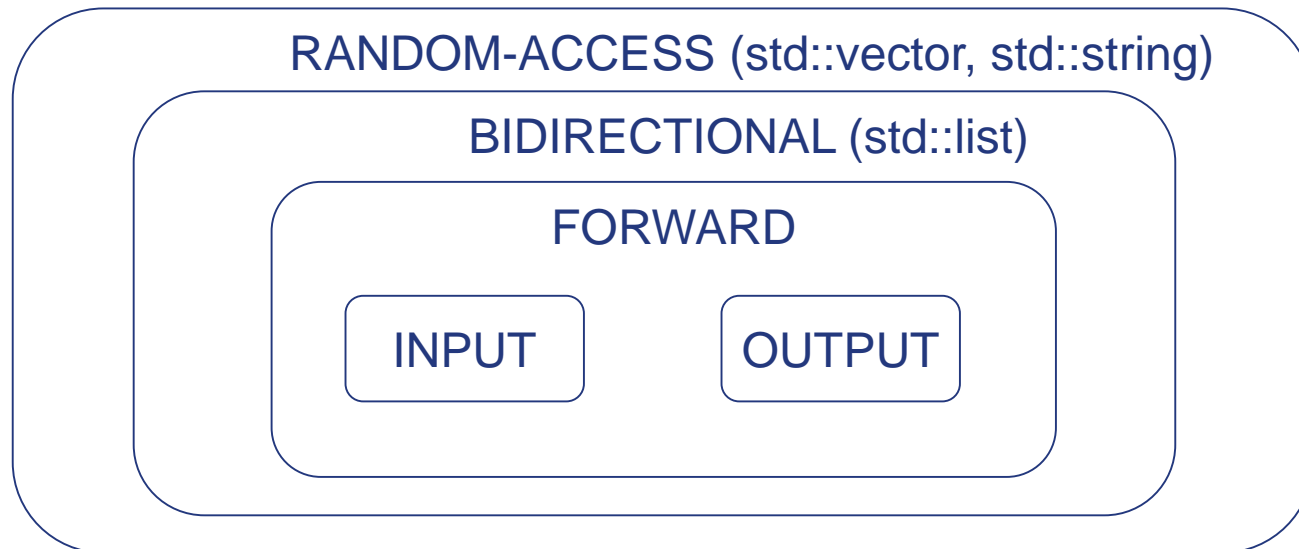 RANDOM-ACCESS (std::vector, std::string)
BIDIRECTIONAL (std::list)
FORWARD
INPUT
OUTPUT